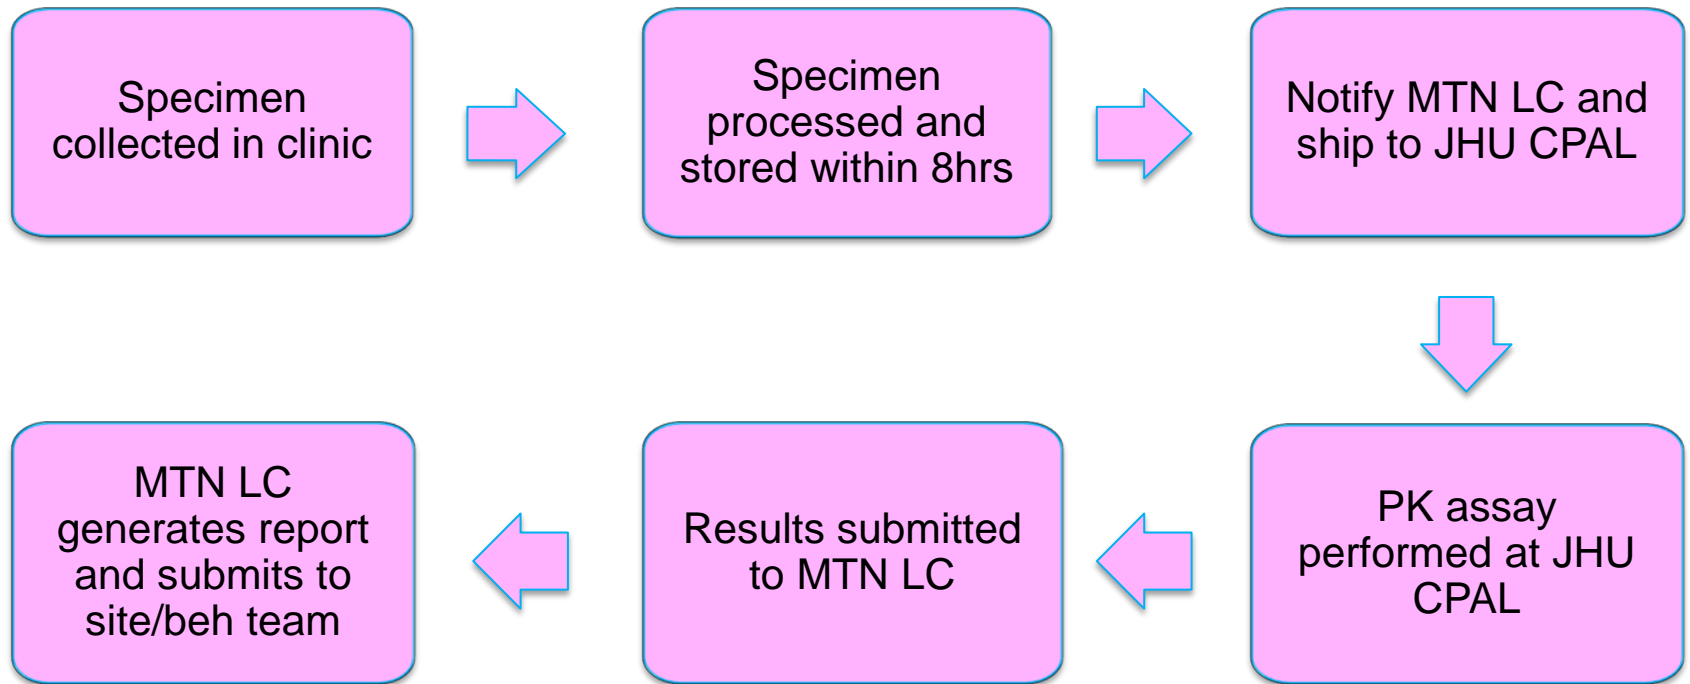 Specimen
collected in clinic
Specimen
processed and
stored within 8hrs
Notify MTN LC and
ship to JHU CPAL
PK assay
performed at JHU
CPAL
Results submitted
to MTN LC
MTN LC
generates report
and submits to
site/beh team